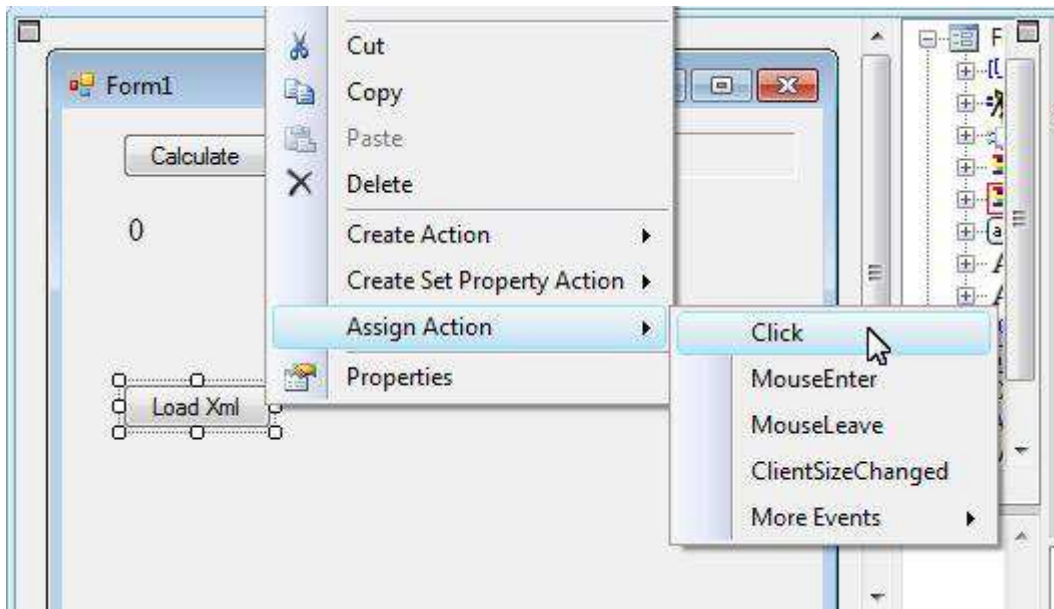 Form1
Calculate
0
Load Xml
Cut
Copy
Paste
Delete
Create Action
Create Set Property Action
Assign Action
Properties
Click
MouseEnter
MouseLeave
ClientSizeChanged
More Events
F